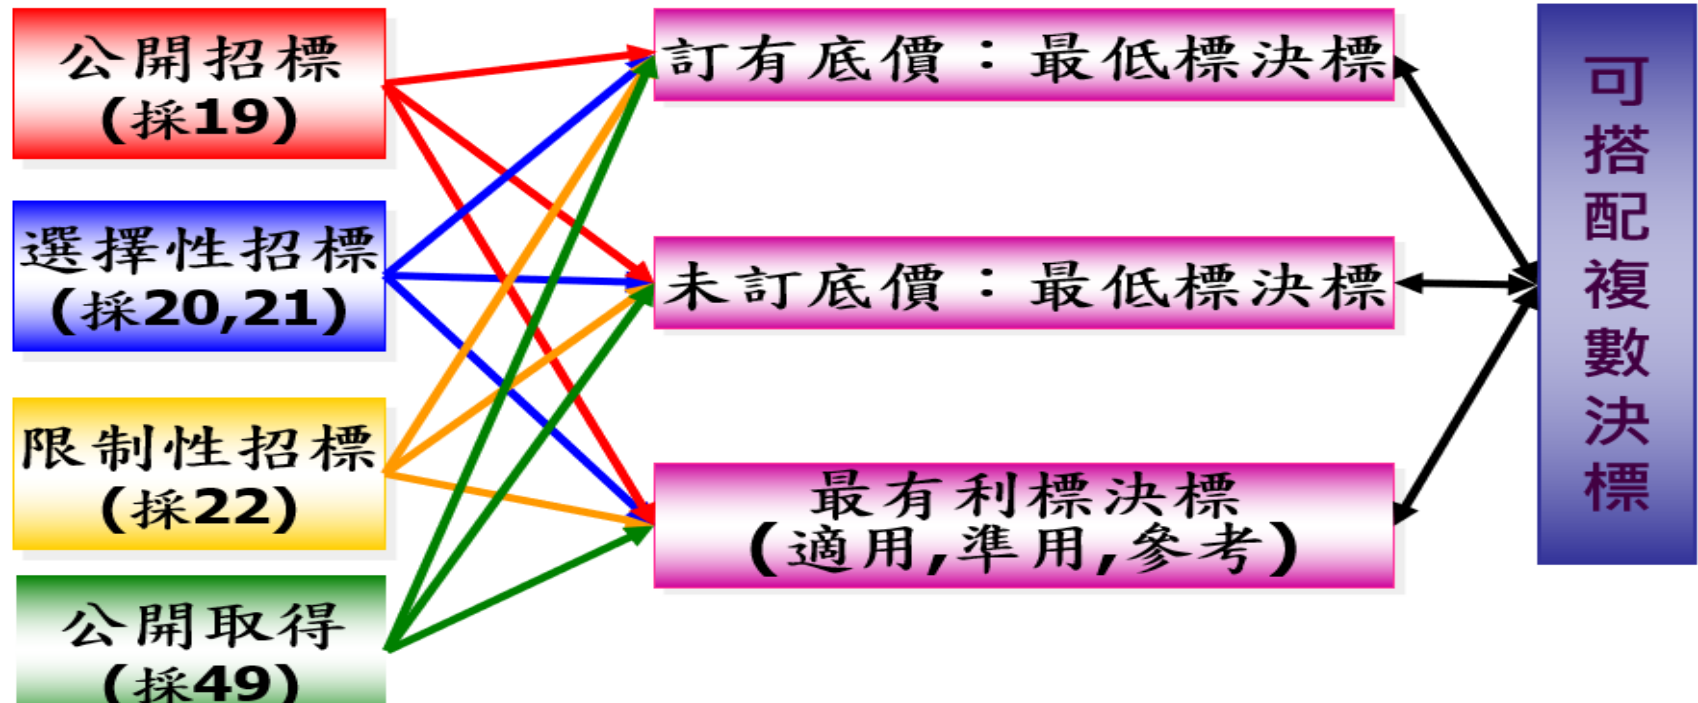 公開招標
(採19)
選擇性招標
(採20,21)
限制性招標
(採22)
公開取得
(採49)
訂有底價：最低標決標
未訂底價：最低標決標
最有利標決標
(適用,準用,參考)
可搭配複數決標